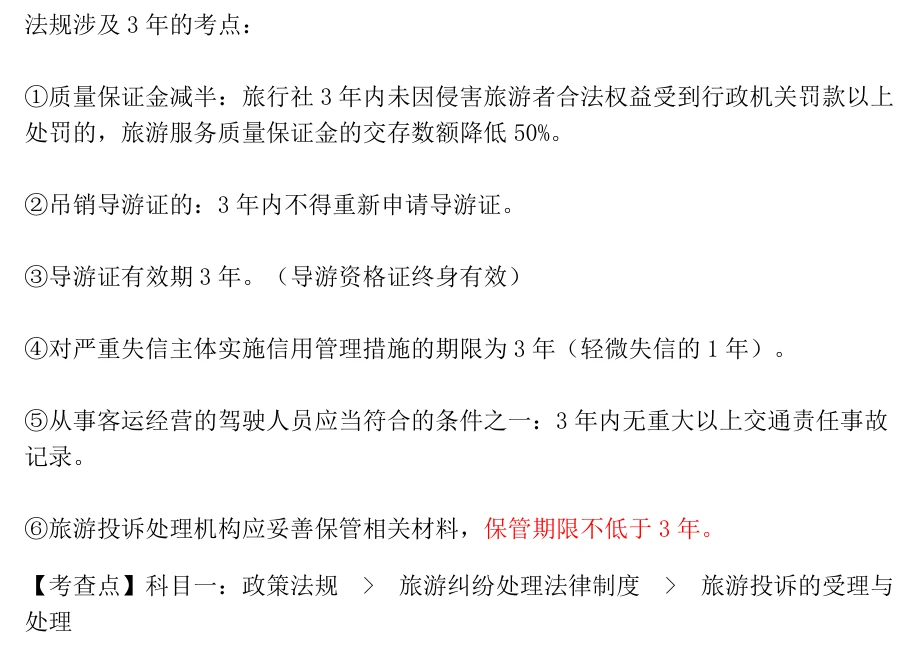 法规涉及 3 年的考点：
①质量保证金减半：旅行社 3 年内未因侵害旅游者合法权益受到行政机关罚款以上
处罚的，旅游服务质量保证金的交存数额降低 50%。
②吊销导游证的：3 年内不得重新申请导游证。
③导游证有效期 3 年。（导游资格证终身有效）
④对严重失信主体实施信用管理措施的期限为 3 年（轻微失信的 1 年）。
⑤从事客运经营的驾驶人员应当符合的条件之一：3 年内无重大以上交通责任事故
记录。
⑥旅游投诉处理机构应妥善保管相关材料，保管期限不低于 3 年。
【考查点】科目一：政策法规 > 旅游纠纷处理法律制度 > 旅游投诉的受理与
处理